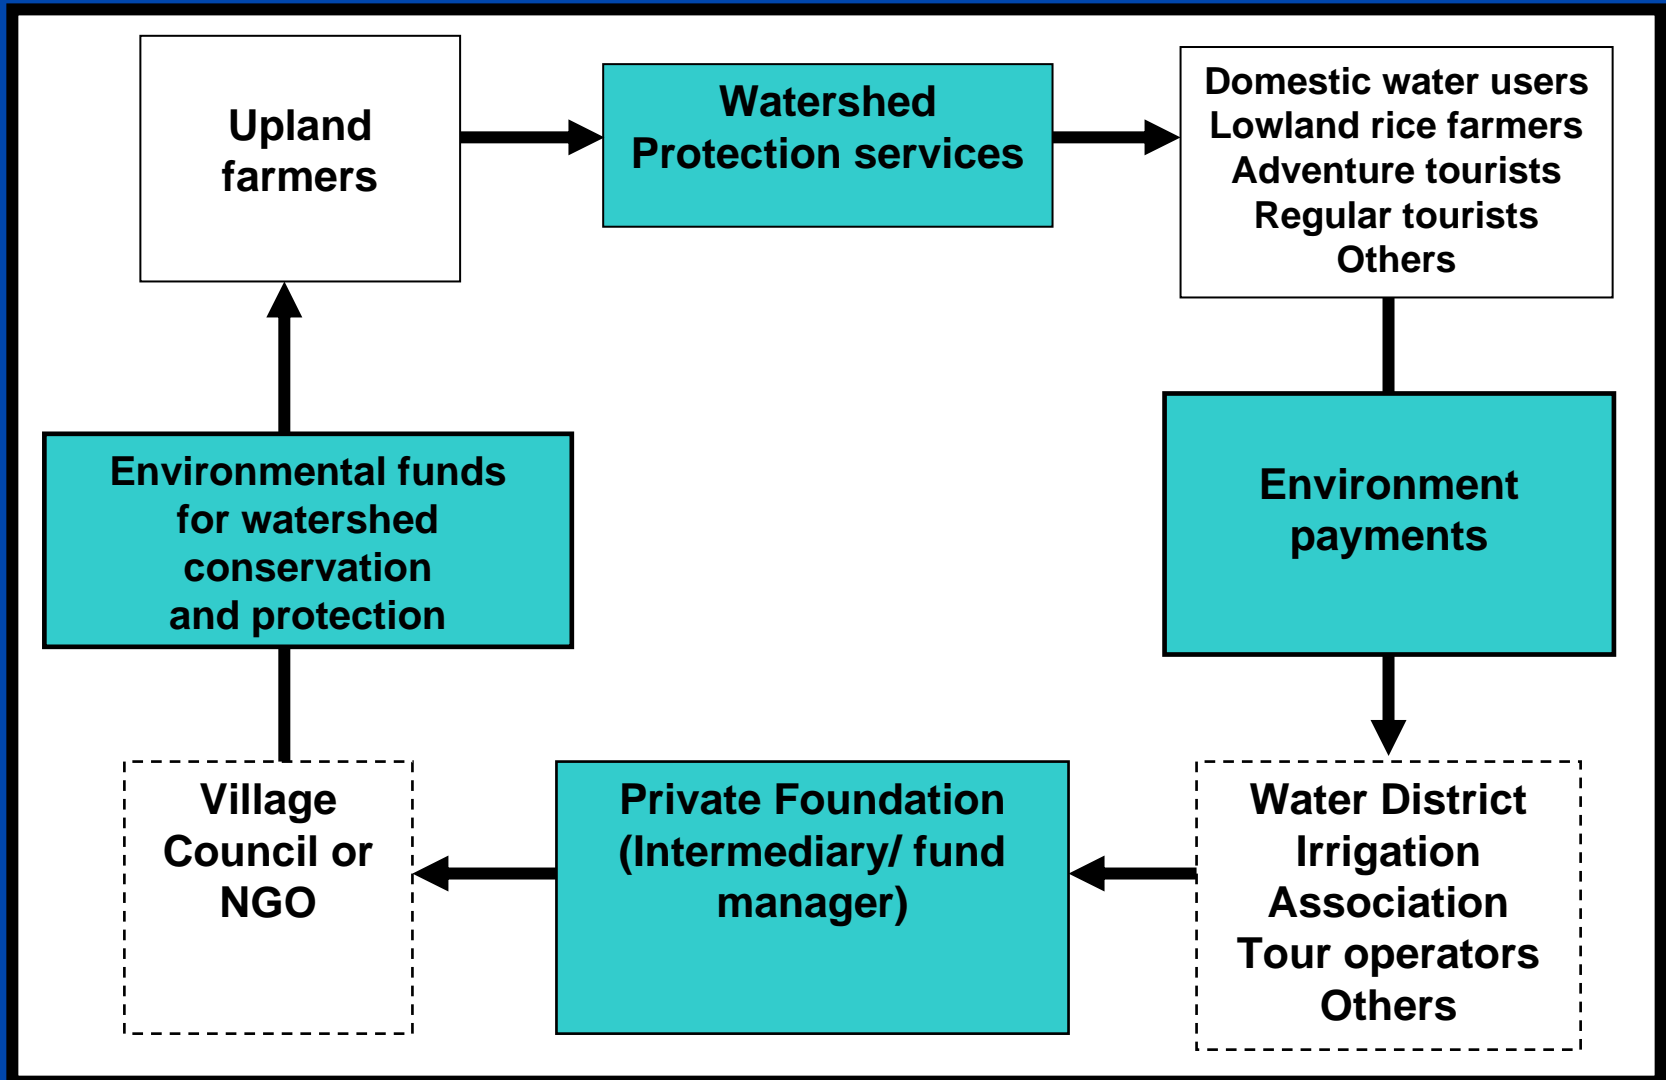 Upland
farmers
Watershed
Protection services
Domestic water users
Lowland rice farmers
Adventure tourists
Regular tourists
Others
Environmental funds
for watershed
conservation
and protection
Environment
payments
Village
Council or
NGO
Private Foundation
(Intermediary/ fund
manager)
Water District
Irrigation
Association
Tour operators
Others